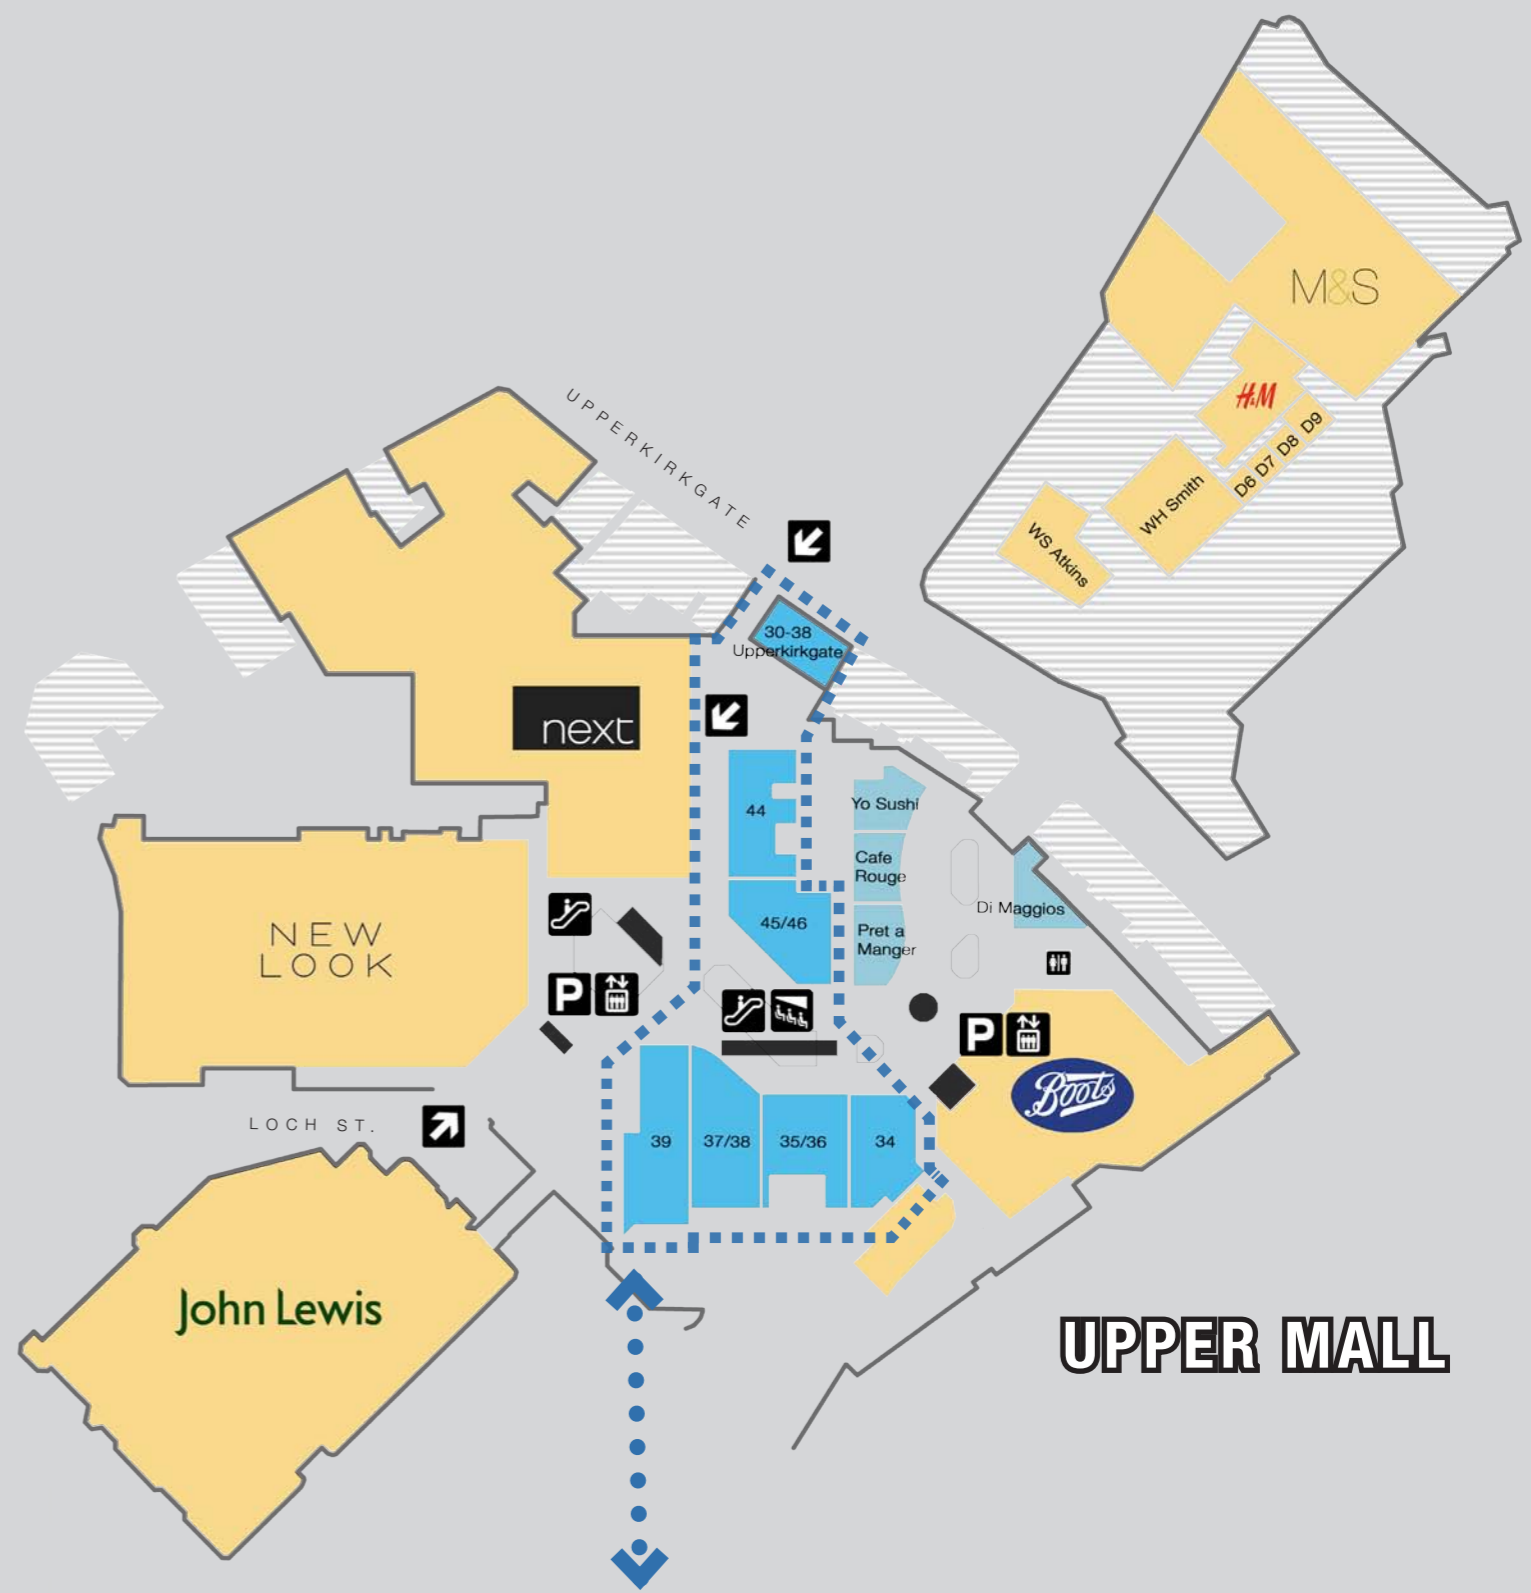 M&S
H&M
D9
D8
D7
D6
WH Smith
WS Atkins
UPPERKIRKGATE
30-38
Upperkirkgate
next
44
Yo Sushi
Cafe
Rouge
45/46
Pret a
Manger
Di Maggios
NEW
LOOK
P
P
Boots
LOCH ST.
39
37/38
35/36
34
John Lewis
UPPER MALL